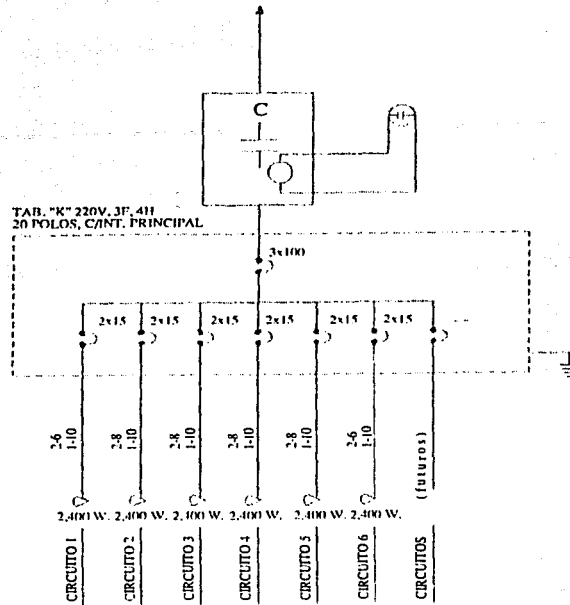 C
TAB. "K" 220V, 3F, 4H
20 POLOS, C/INT. PRINCIPAL
3x100
2x15 2x15 2x15 2x15 2x15 2x15
2-6 2-8 2-8 2-8 2-8 2-6
1-10 1-10 1-10 1-10 1-10 1-10
(futuros)
2,400 W. 2,400 W. 2,400 W. 2,400 W. 2,400 W. 2,400 W.
CIRCUITO 1 CIRCUITO 2 CIRCUITO 3 CIRCUITO 4 CIRCUITO 5 CIRCUITO 6 CIRCUITOS